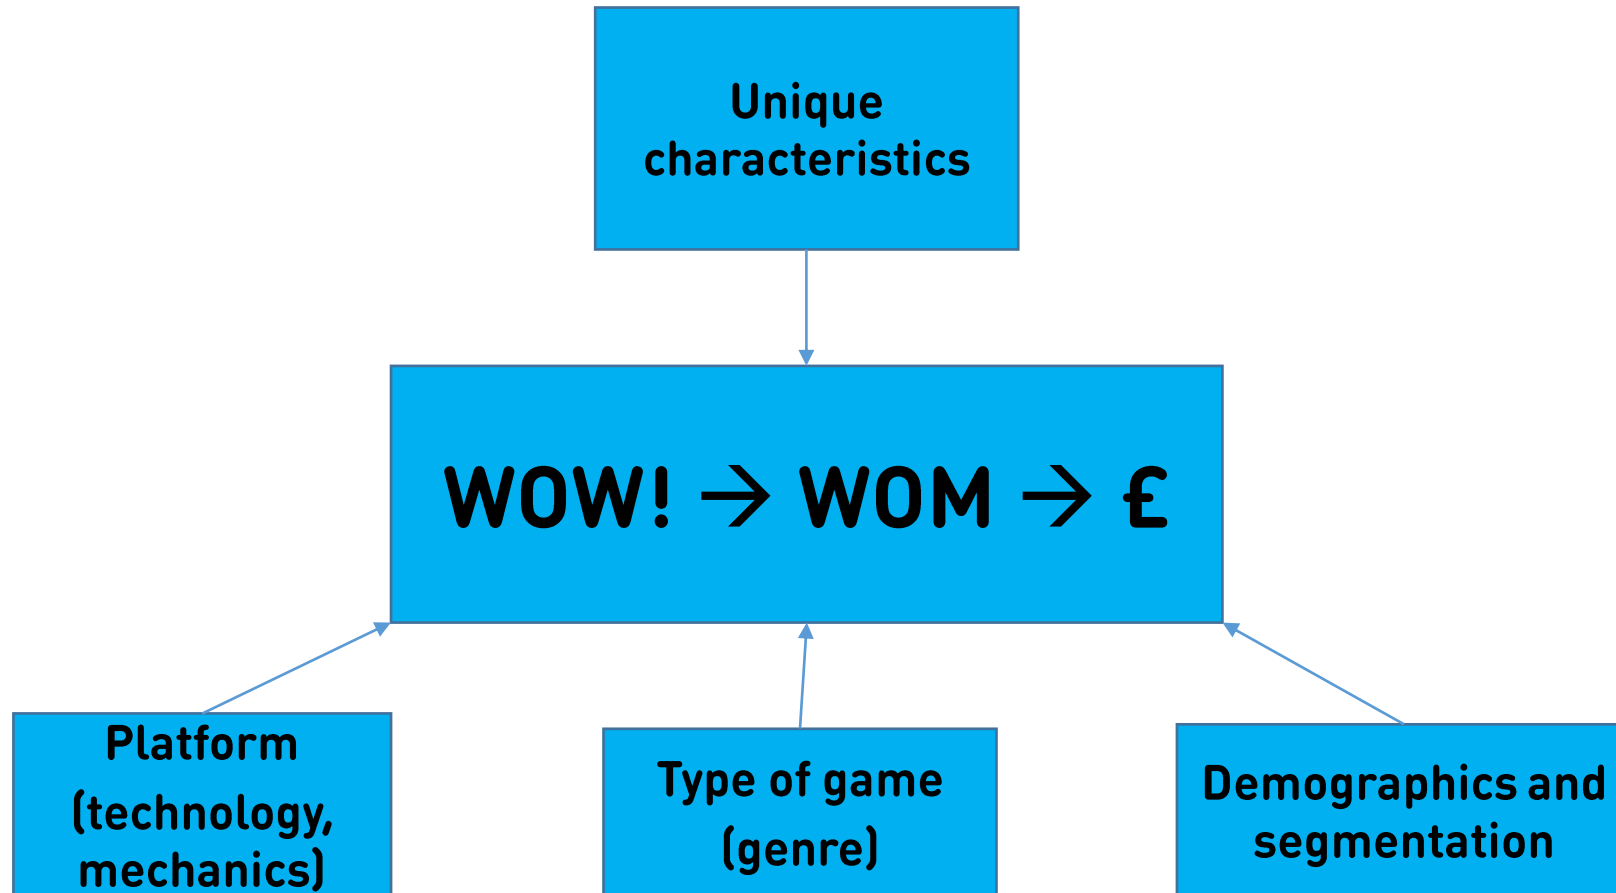 Unique
characteristics
WOW! → WOM → £
Platform
(technology,
mechanics)
Type of game
(genre)
Demographics and
segmentation